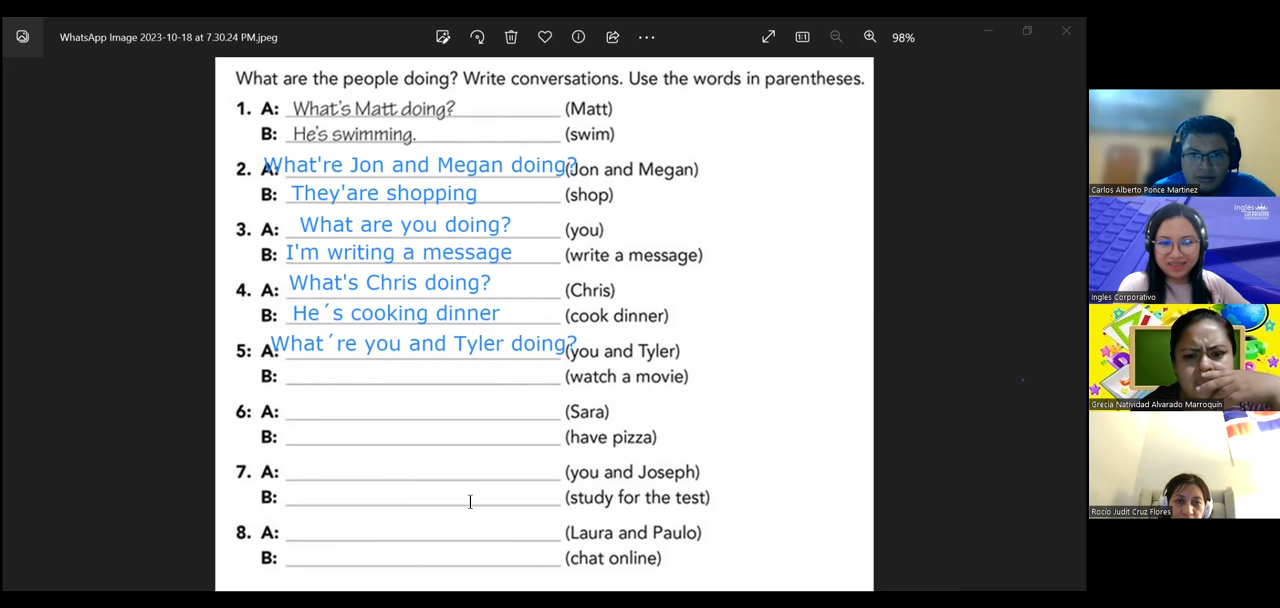 WhatsApp Image 2023-10-18 at 7.30.24 PM.jpeg
98%
What are the people doing? Write conversations. Use the words in parentheses.
1. A: What's Matt doing? (Matt)
B: He's swimming. (swim)
2. A: What're Jon and Megan doing? (Jon and Megan)
B: They'are shopping (shop)
3. A: What are you doing? (you)
B: I'm writing a message (write a message)
4. A: What's Chris doing? (Chris)
B: He´s cooking dinner (cook dinner)
5: A: What´re you and Tyler doing? (you and Tyler)
B: (watch a movie)
6: A: (Sara)
B: (have pizza)
7. A: (you and Joseph)
B: (study for the test)
8. A: (Laura and Paulo)
B: (chat online)
Carlos Alberto Ponce Martinez
Inglés
Corporativo
Ingles Corporativo
Grecia Natividad Alvarado Marroquín
Rocío Judit Cruz Flores